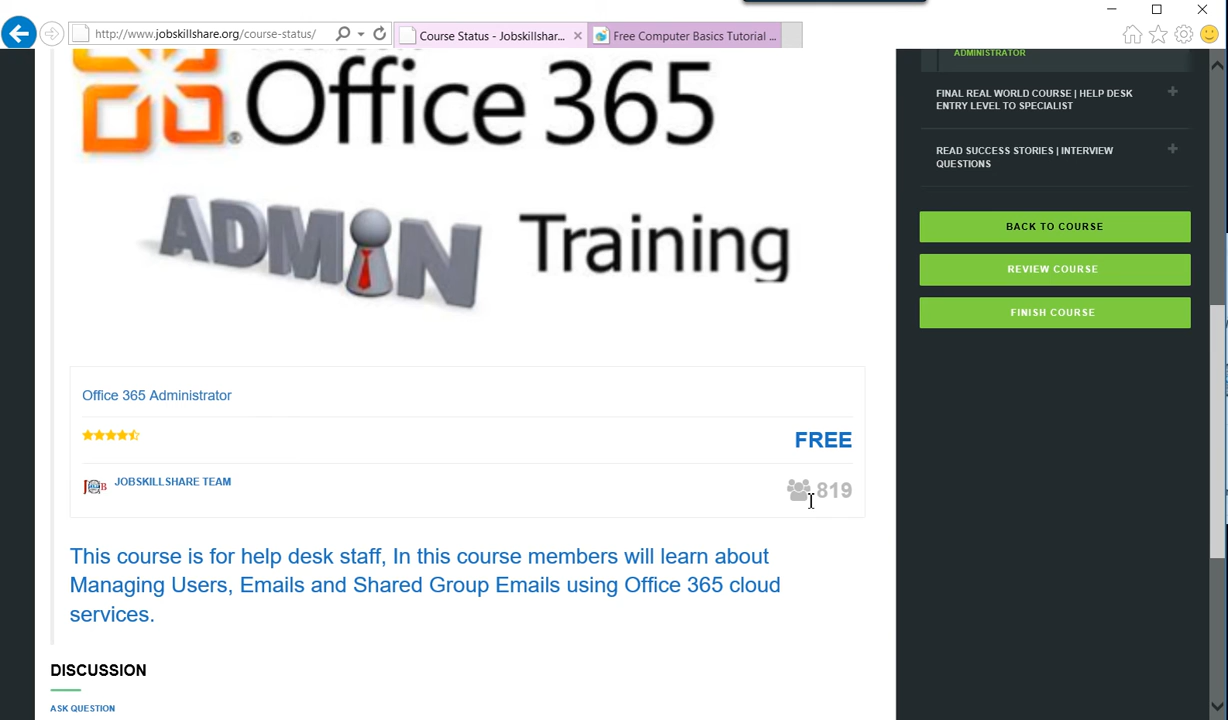 http://www.jobskillshare.org/course-status/
Course Status - Jobskillshar...
Free Computer Basics Tutorial ...
Office 365
ADMIN Training
Office 365 Administrator
FREE
JOBSKILLSHARE TEAM
819
This course is for help desk staff, In this course members will learn about
Managing Users, Emails and Shared Group Emails using Office 365 cloud
services.
DISCUSSION
ASK QUESTION
ADMINISTRATOR
FINAL REAL WORLD COURSE | HELP DESK
ENTRY LEVEL TO SPECIALIST
READ SUCCESS STORIES | INTERVIEW
QUESTIONS
BACK TO COURSE
REVIEW COURSE
FINISH COURSE